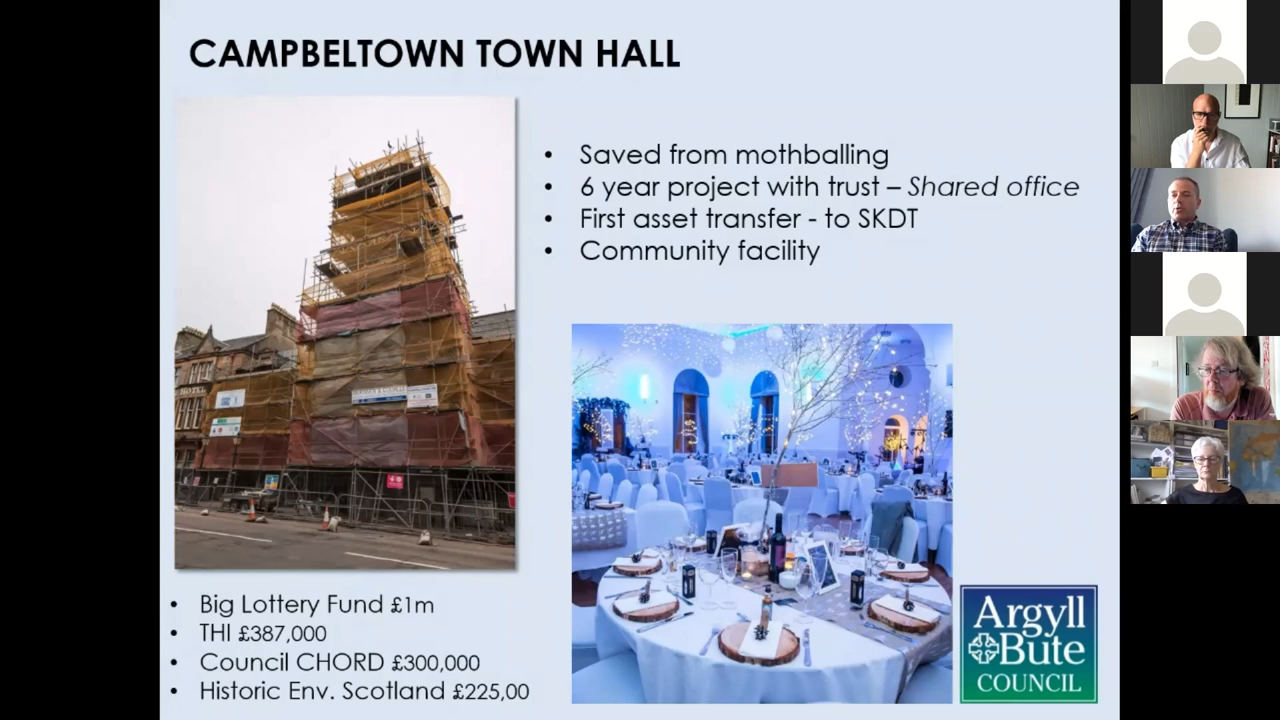 CAMPBELTOWN TOWN HALL
• Saved from mothballing
• 6 year project with trust – Shared office
• First asset transfer - to SKDT
• Community facility
HOTEL
• Big Lottery Fund £1m
• THI £387,000
• Council CHORD £300,000
• Historic Env. Scotland £225,00
Argyll
&Bute
COUNCIL